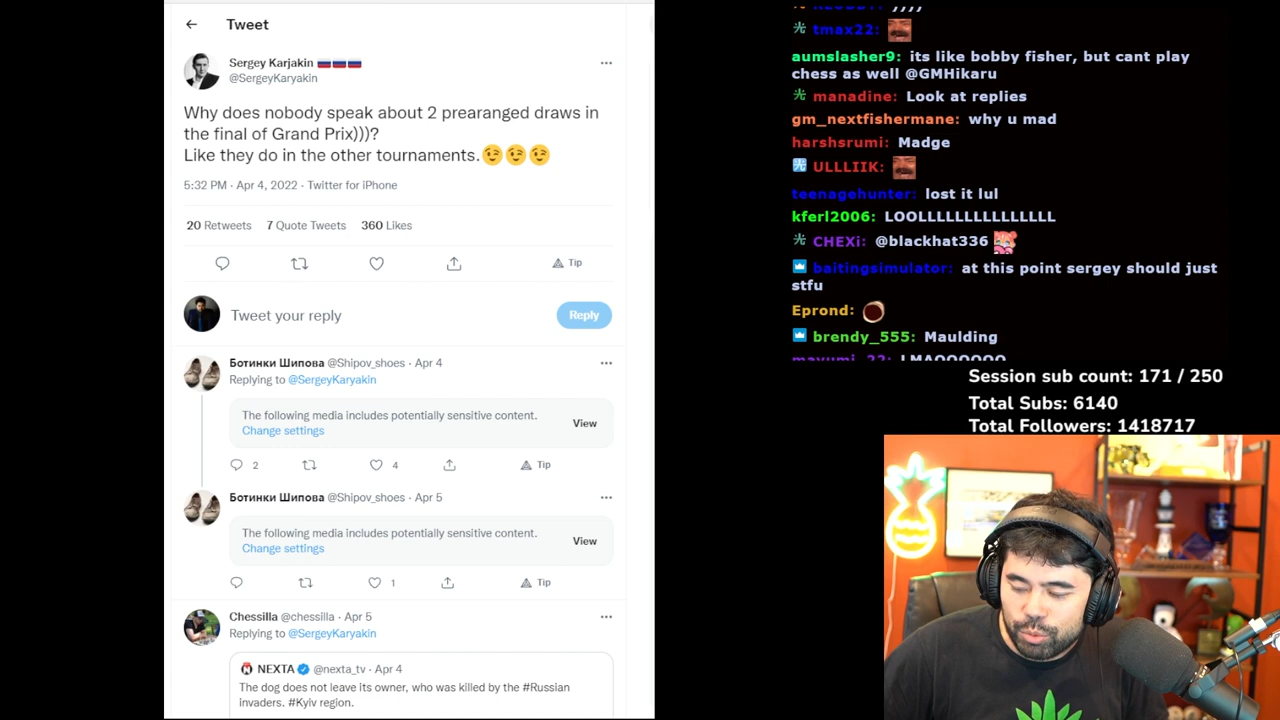 Tweet
Sergey Karjakin
@SergeyKaryakin
Why does nobody speak about 2 prearanged draws in
the final of Grand Prix)))?
Like they do in the other tournaments.😉😉😉
5:32 PM · Apr 4, 2022 · Twitter for iPhone
20 Retweets 7 Quote Tweets 360 Likes
Tip
Tweet your reply
Reply
Ботинки Шипова @Shipov_shoes · Apr 4
Replying to @SergeyKaryakin
The following media includes potentially sensitive content.
Change settings
View
2 4 Tip
Ботинки Шипова @Shipov_shoes · Apr 5
The following media includes potentially sensitive content.
Change settings
View
1 Tip
Chessilla @chessilla · Apr 5
Replying to @SergeyKaryakin
NEXTA @nexta_tv · Apr 4
The dog does not leave its owner, who was killed by the #Russian
invaders. #Kyiv region.
tmax22:
aumslasher9: its like bobby fisher, but cant play
chess as well @GMHikaru
manadine: Look at replies
gm_nextfishermane: why u mad
harshsrumi: Madge
ULLLIIK:
teenagehunter: lost it lul
kferl2006: LOOLLLLLLLLLLLLLLL
CHEXi: @blackhat336
baitingsimulator: at this point sergey should just
stfu
Eprond:
brendy_555: Maulding
Session sub count: 171 / 250
Total Subs: 6140
Total Followers: 1418717